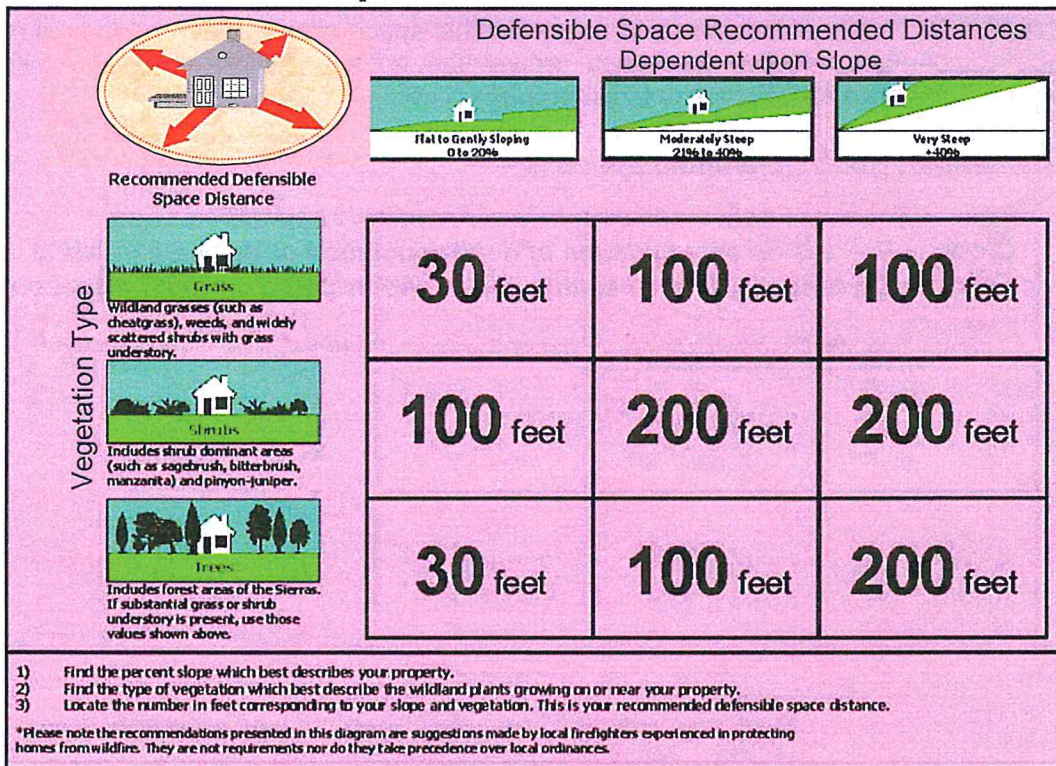 Defensible Space Recommended Distances
Dependent upon Slope
Flat to Gently Sloping
0 to 20%
Moderately Steep
21% to 40%
Very Steep
+40%
Recommended Defensible
Space Distance
Vegetation Type
Grass
Wildland grasses (such as
cheatgrass), weeds, and widely
scattered shrubs with grass
understory.
30 feet
100 feet
100 feet
Shrubs
Includes shrub dominant areas
(such as sagebrush, bitterbrush,
manzanita) and pinyon-juniper.
100 feet
200 feet
200 feet
Trees
Includes forest areas of the Sierras.
If substantial grass or shrub
understory is present, use those
values shown above.
30 feet
100 feet
200 feet
1) Find the percent slope which best describes your property.
2) Find the type of vegetation which best describe the wildland plants growing on or near your property.
3) Locate the number in feet corresponding to your slope and vegetation. This is your recommended defensible space distance.
*Please note the recommendations presented in this diagram are suggestions made by local firefighters experienced in protecting
homes from wildfire. They are not requirements nor do they take precedence over local ordinances.